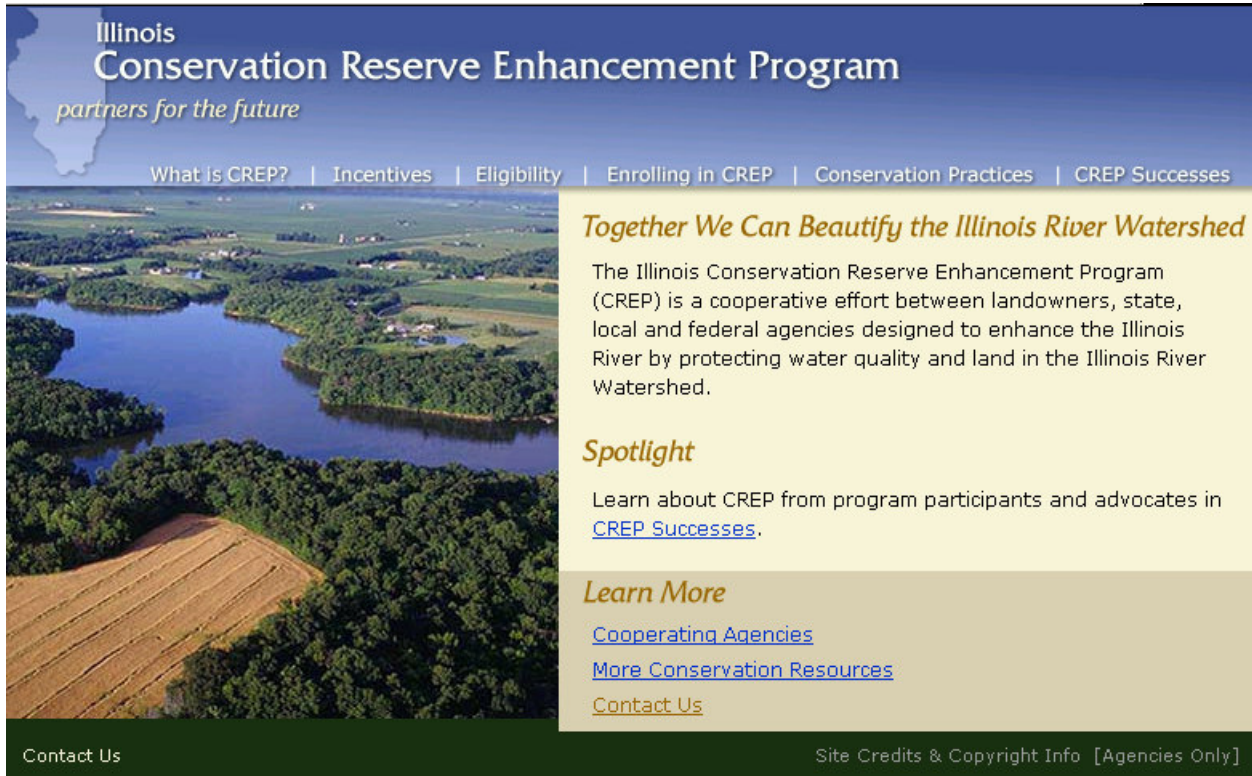 Illinois
Conservation Reserve Enhancement Program
partners for the future
What is CREP? | Incentives | Eligibility | Enrolling in CREP | Conservation Practices | CREP Successes
Together We Can Beautify the Illinois River Watershed
The Illinois Conservation Reserve Enhancement Program
(CREP) is a cooperative effort between landowners, state,
local and federal agencies designed to enhance the Illinois
River by protecting water quality and land in the Illinois River
Watershed.
Spotlight
Learn about CREP from program participants and advocates in
CREP Successes.
Learn More
Cooperating Agencies
More Conservation Resources
Contact Us
Contact Us
Site Credits & Copyright Info [Agencies Only]